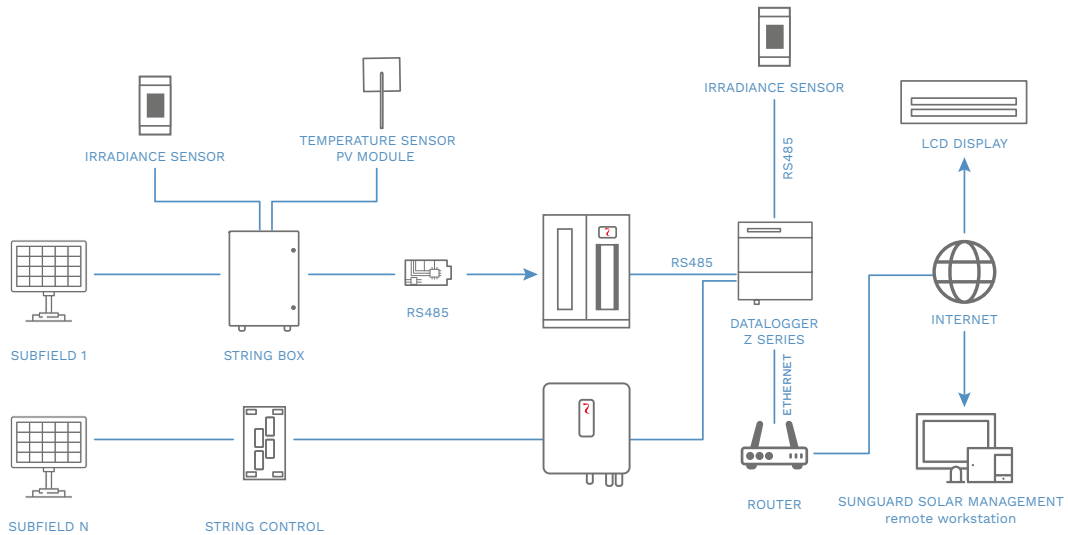 IRRADIANCE SENSOR
TEMPERATURE SENSOR
PV MODULE
IRRADIANCE SENSOR
RS485
LCD DISPLAY
SUBFIELD 1
STRING BOX
RS485
RS485
DATALOGGER
Z SERIES
INTERNET
ETHERNET
SUBFIELD N
STRING CONTROL
ROUTER
SUNGUARD SOLAR MANAGEMENT
remote workstation